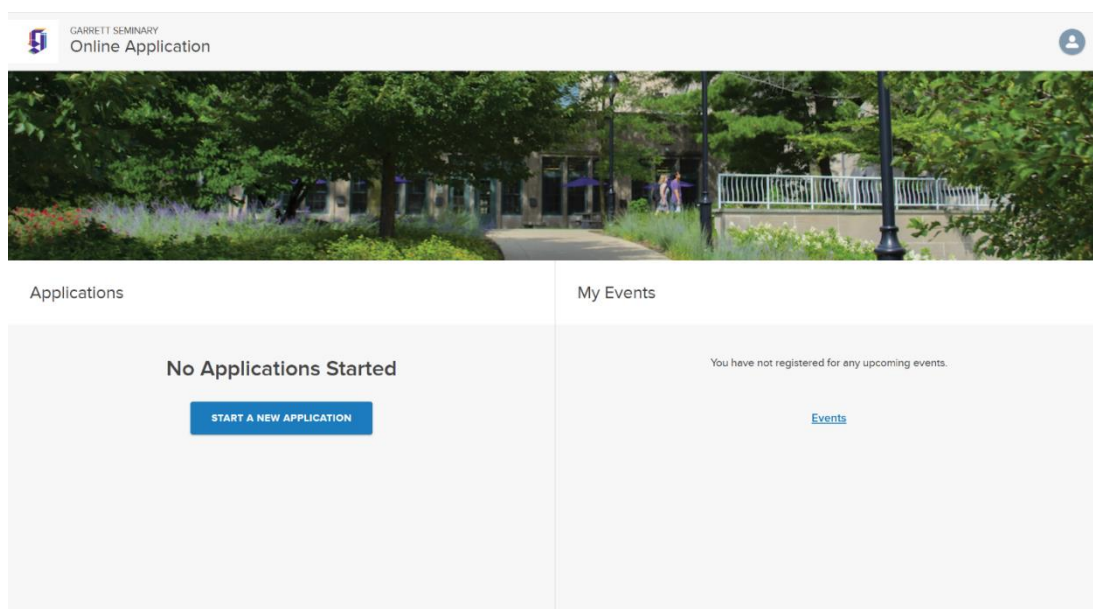 GARRETT SEMINARY
Online Application
Applications
My Events
No Applications Started
START A NEW APPLICATION
You have not registered for any upcoming events.
Events